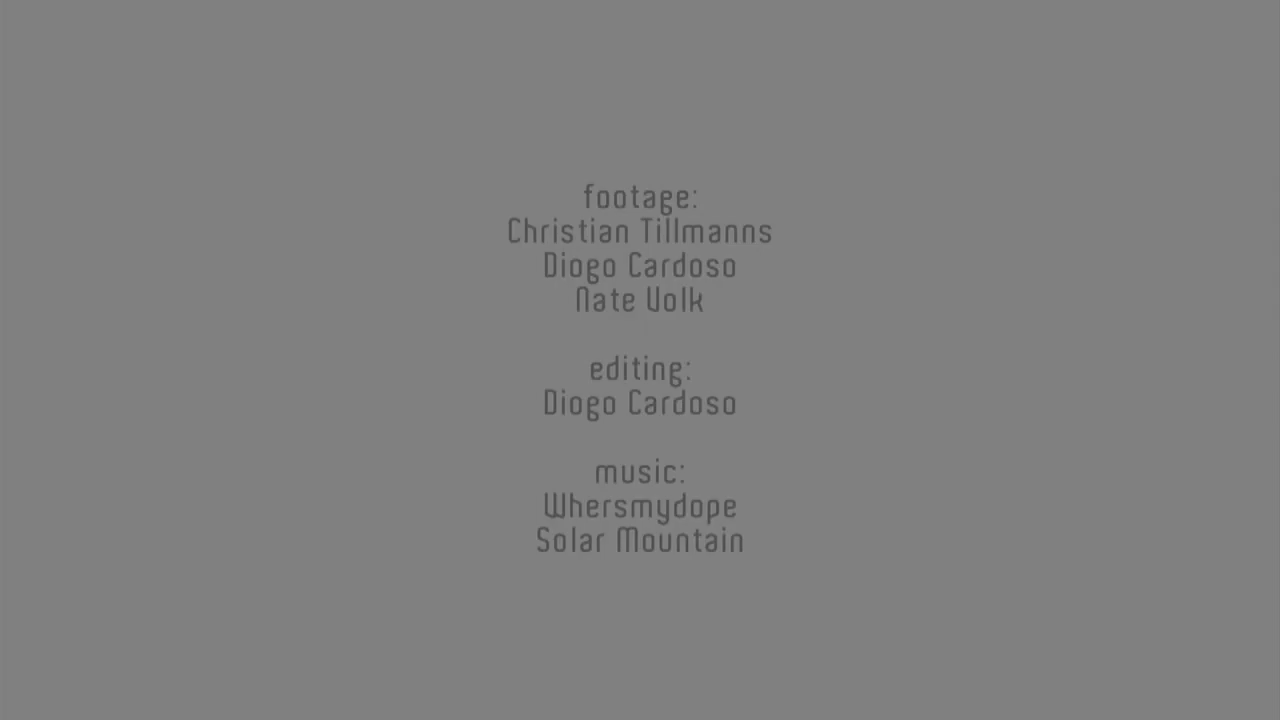 footage:
Christian Tillmanns
Diogo Cardoso
Nate Volk
editing:
Diogo Cardoso
music:
Whersmydope
Solar Mountain